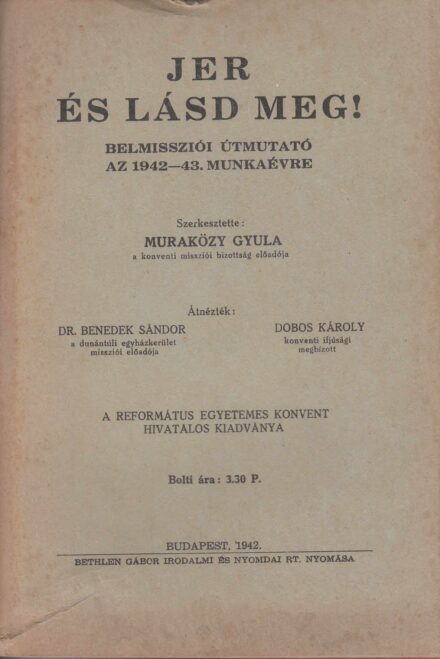 JER
ÉS LÁSD MEG!
BELMISSZIÓI ÚTMUTATÓ
AZ 1942—43. MUNKAÉVRE
Szerkesztette:
MURAKÖZY GYULA
a konventi missziói bizottság előadója
Átnézték:
DR. BENEDEK SÁNDOR
a dunántúli egyházkerület
missziói előadója
DOBOS KÁROLY
konventi ifjúsági
megbízott
A REFORMÁTUS EGYETEMES KONVENT
HIVATALOS KIADVÁNYA
Bolti ára: 3.30 P.
BUDAPEST, 1942.
BETHLEN GÁBOR IRODALMI ÉS NYOMDAI RT. NYOMÁSA